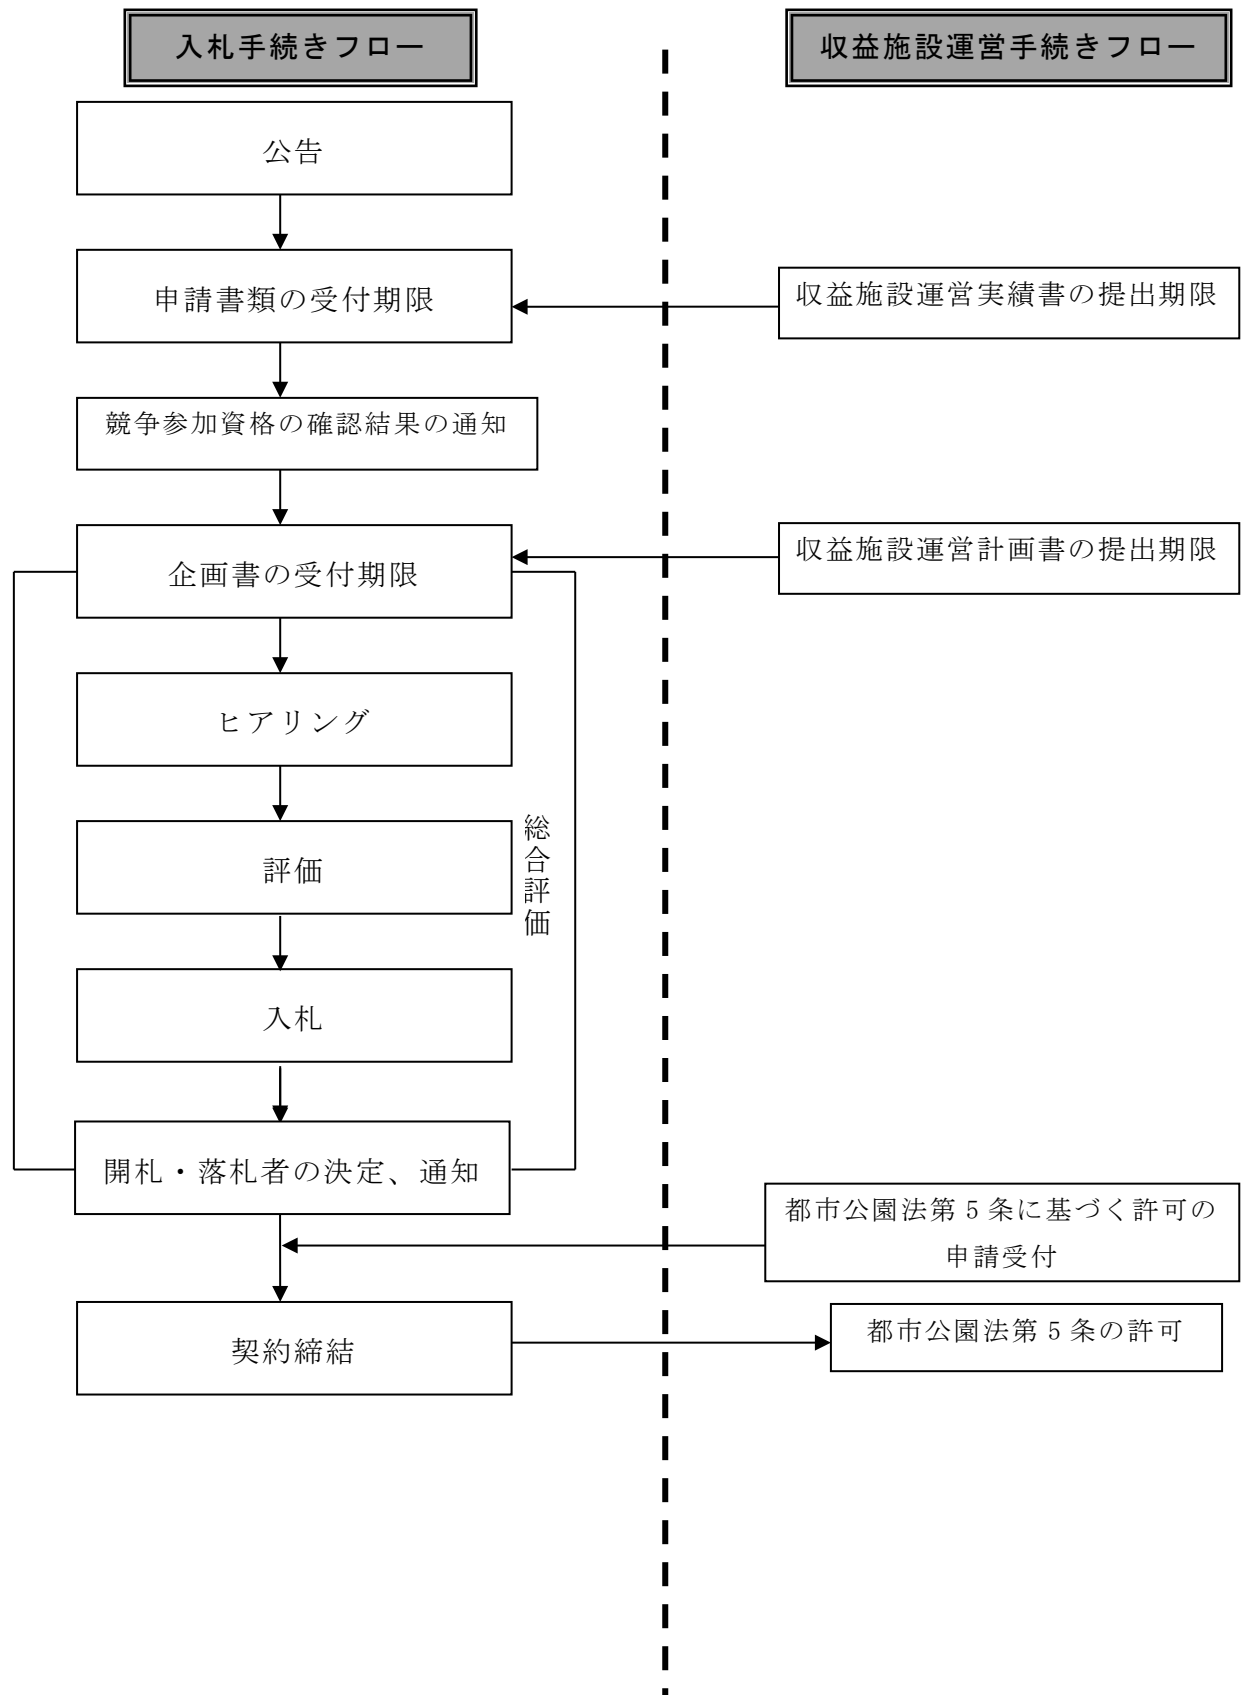 入札手続きフロー
収益施設運営手続きフロー
公告
申請書類の受付期限
収益施設運営実績書の提出期限
競争参加資格の確認結果の通知
企画書の受付期限
収益施設運営計画書の提出期限
ヒアリング
評価
総合評価
入札
開札・落札者の決定、通知
都市公園法第5条に基づく許可の
申請受付
契約締結
都市公園法第5条の許可